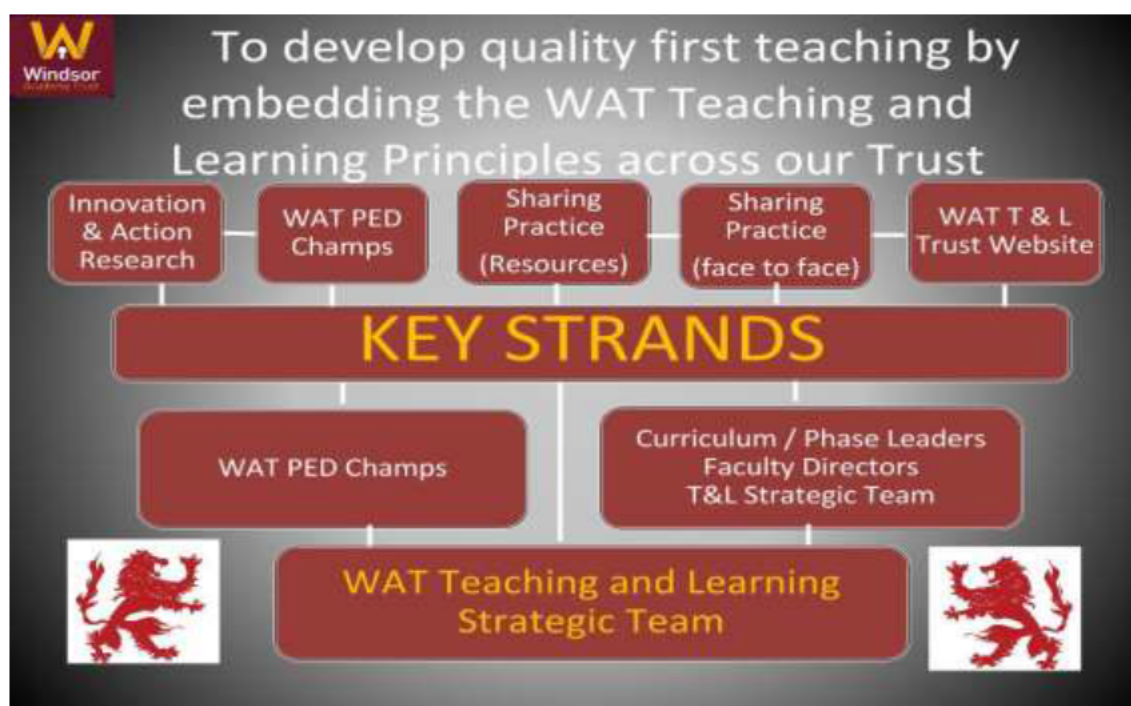 Windsor
Academy Trust
To develop quality first teaching by
embedding the WAT Teaching and
Learning Principles across our Trust
Innovation
& Action
Research
WAT PED
Champs
Sharing
Practice
(Resources)
Sharing
Practice
(face to face)
WAT T & L
Trust Website
KEY STRANDS
WAT PED Champs
Curriculum / Phase Leaders
Faculty Directors
T&L Strategic Team
WAT Teaching and Learning
Strategic Team